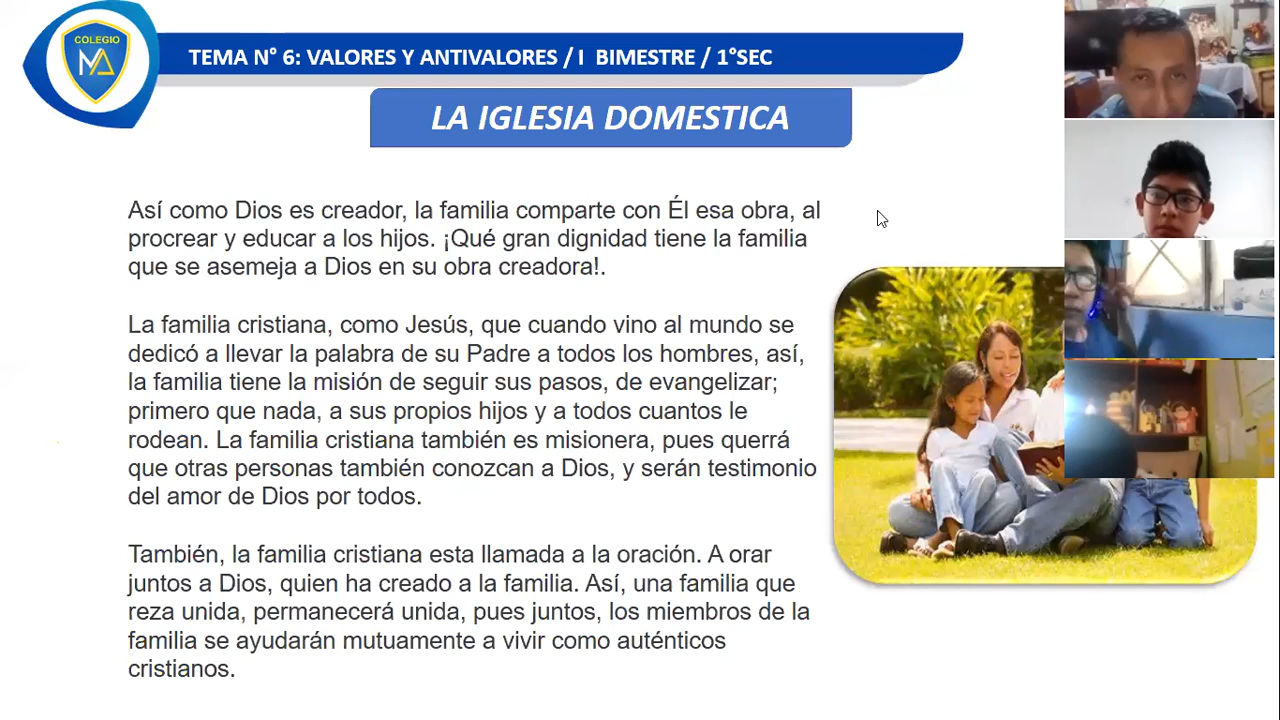 COLEGIO
MA
TEMA N° 6: VALORES Y ANTIVALORES / I BIMESTRE / 1°SEC
LA IGLESIA DOMESTICA
Así como Dios es creador, la familia comparte con Él esa obra, al
procrear y educar a los hijos. ¡Qué gran dignidad tiene la familia
que se asemeja a Dios en su obra creadora!.
La familia cristiana, como Jesús, que cuando vino al mundo se
dedicó a llevar la palabra de su Padre a todos los hombres, así,
la familia tiene la misión de seguir sus pasos, de evangelizar;
primero que nada, a sus propios hijos y a todos cuantos le
rodean. La familia cristiana también es misionera, pues querrá
que otras personas también conozcan a Dios, y serán testimonio
del amor de Dios por todos.
También, la familia cristiana esta llamada a la oración. A orar
juntos a Dios, quien ha creado a la familia. Así, una familia que
reza unida, permanecerá unida, pues juntos, los miembros de la
familia se ayudarán mutuamente a vivir como auténticos
cristianos.